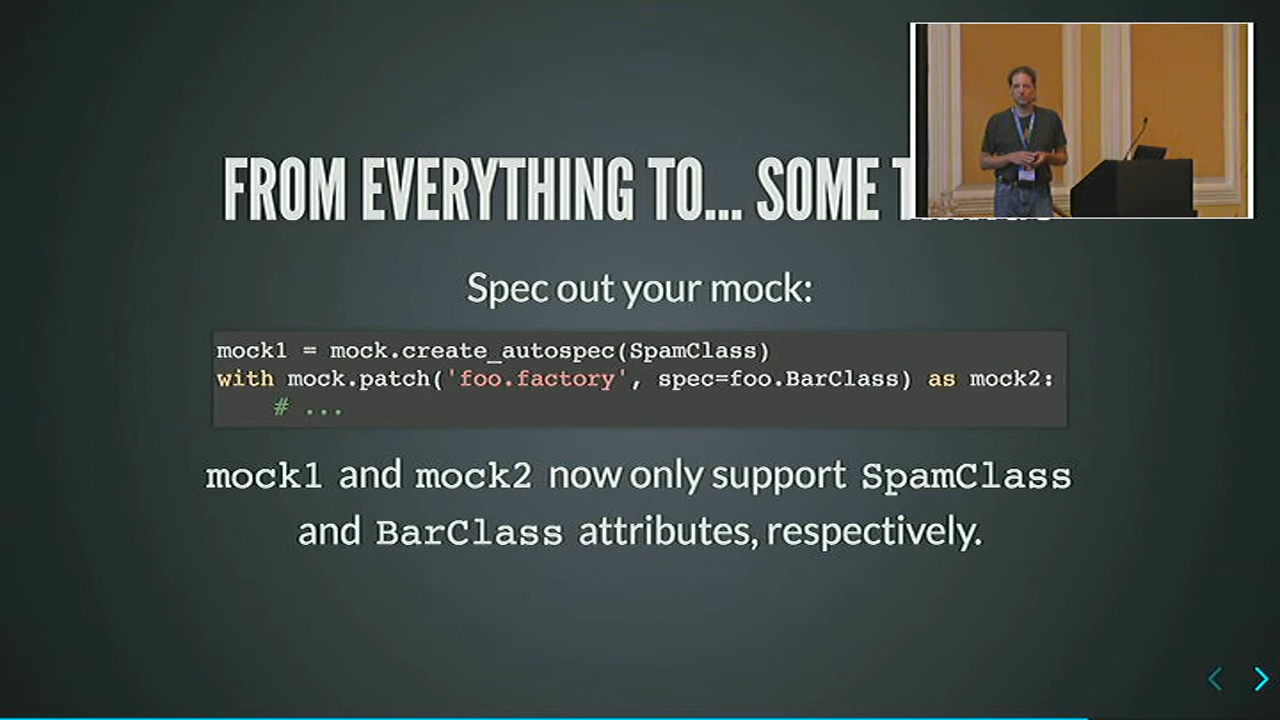 FROM EVERYTHING TO... SOME
Spec out your mock:
mock1 = mock.create_autospec(SpamClass)
with mock.patch('foo.factory', spec=foo.BarClass) as mock2:
# ...
mock1 and mock2 now only support SpamClass
and BarClass attributes, respectively.